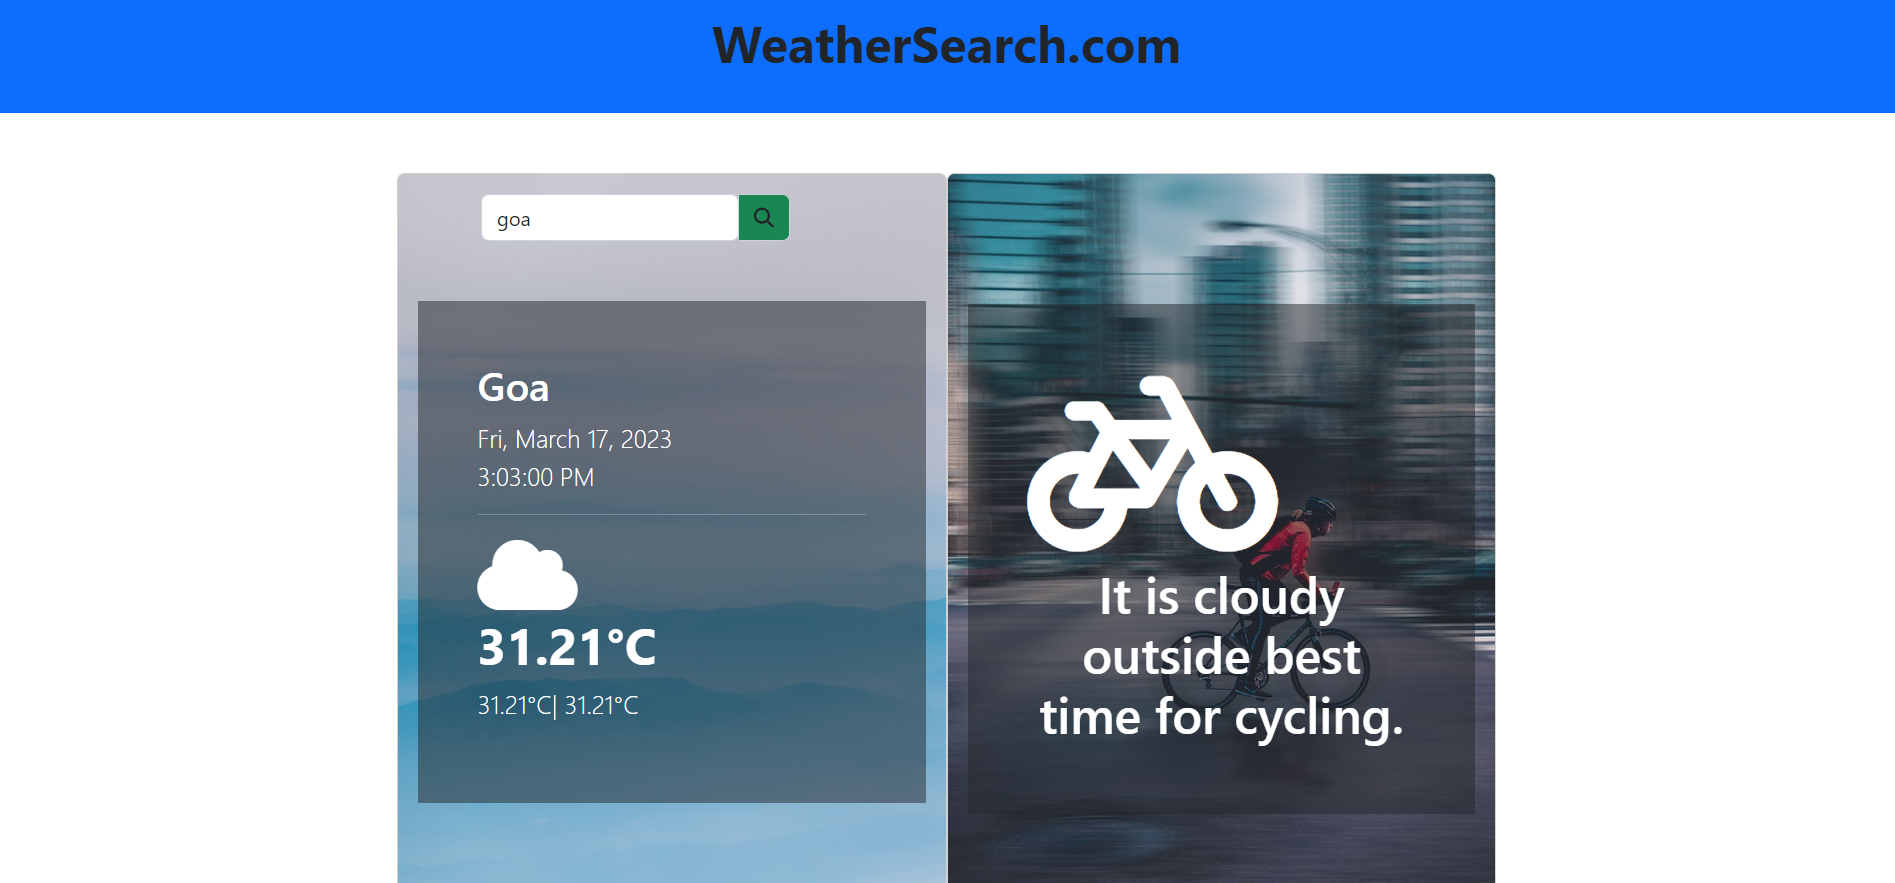 WeatherSearch.com
goa
Goa
Fri, March 17, 2023
3:03:00 PM
31.21°C
31.21°C| 31.21°C
It is cloudy
outside best
time for cycling.